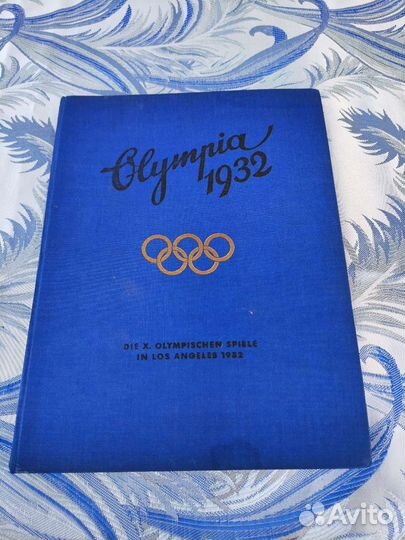 Olympia
1932
DIE X. OLYMPISCHEN SPIELE
IN LOS ANGELES 1932
Avito